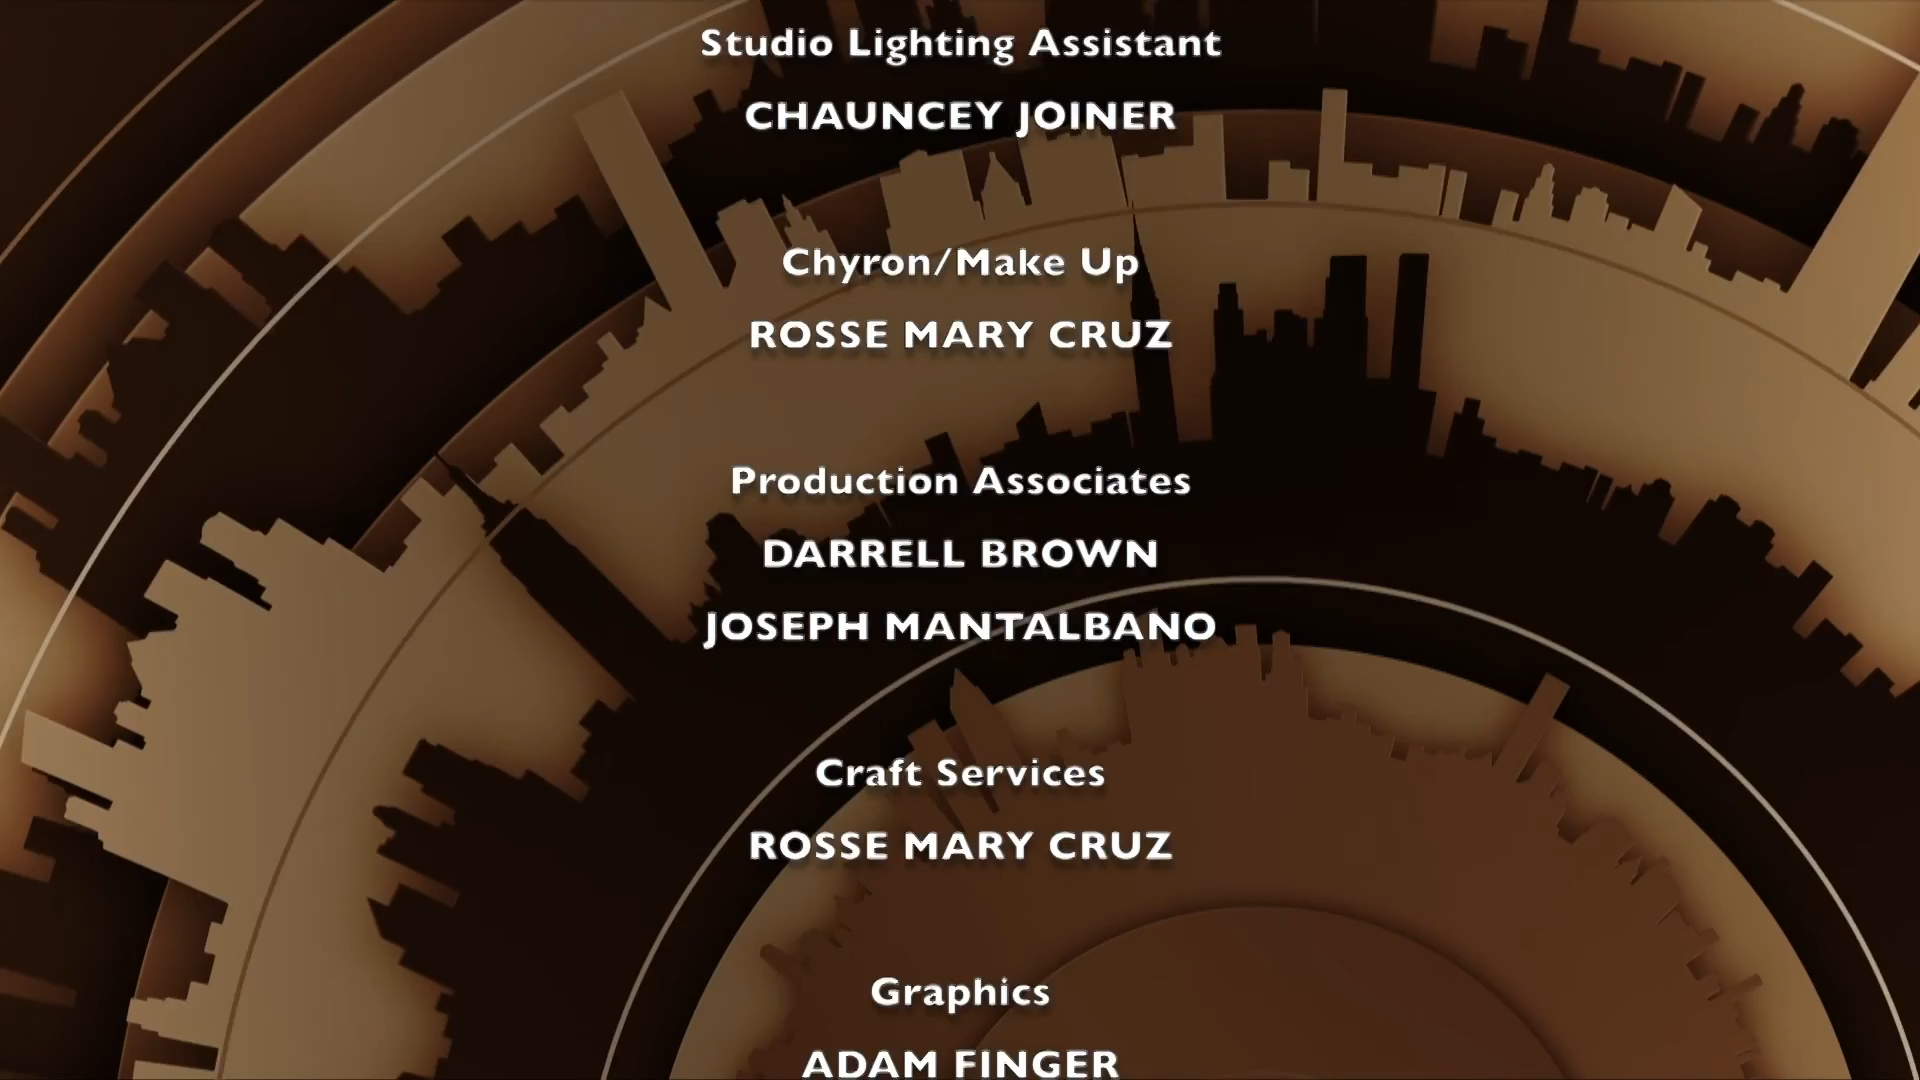 Studio Lighting Assistant
CHAUNCEY JOINER
Chyron/Make Up
ROSSE MARY CRUZ
Production Associates
DARRELL BROWN
JOSEPH MANTALBANO
Craft Services
ROSSE MARY CRUZ
Graphics
ADAM FINGER